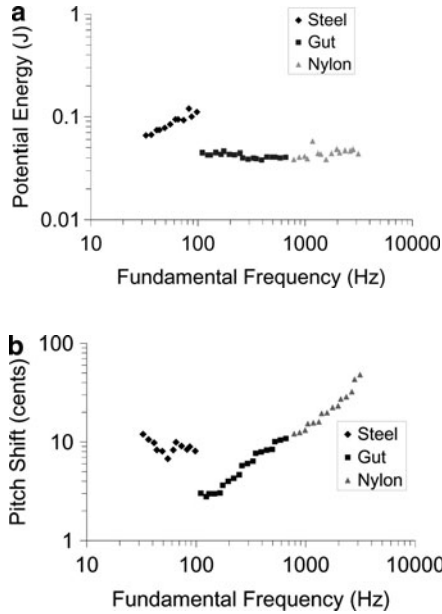 a
Potential Energy (J)
1
0.1
0.01
Steel
Gut
Nylon
10 100 1000 10000
Fundamental Frequency (Hz)
b
Pitch Shift (cents)
100
10
1
Steel
Gut
Nylon
10 100 1000 10000
Fundamental Frequency (Hz)